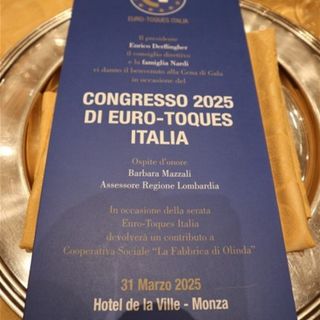 EURO-TOQUES ITALIA
Il presidente
Enrico Derflingher
il consiglio direttivo
e la famiglia Nardi
vi danno il benvenuto alla Cena di Gala
in occasione del
CONGRESSO 2025
DI EURO-TOQUES
ITALIA
Ospite d'onore
Barbara Mazzali
Assessore Regione Lombardia
In occasione della serata
Euro-Toques Italia
devolverà un contributo a
Cooperativa Sociale "La Fabbrica di Olinda"
31 Marzo 2025
Hotel de la Ville - Monza